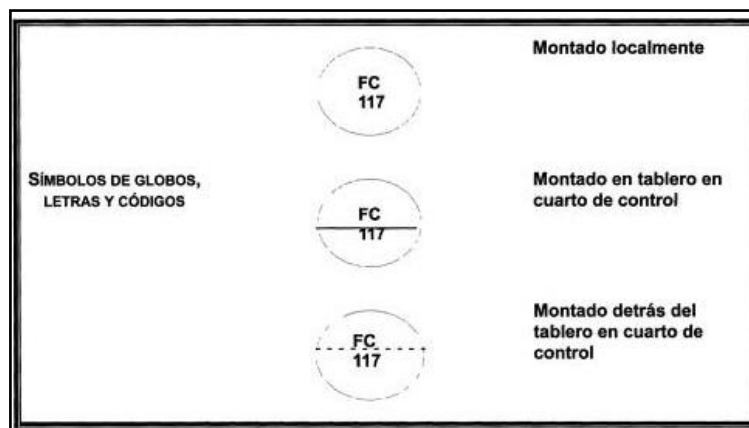 Montado localmente
FC
117
SÍMBOLOS DE GLOBOS,
LETRAS Y CÓDIGOS
FC
117
Montado en tablero en
cuarto de control
FC
117
Montado detrás del
tablero en cuarto de
control